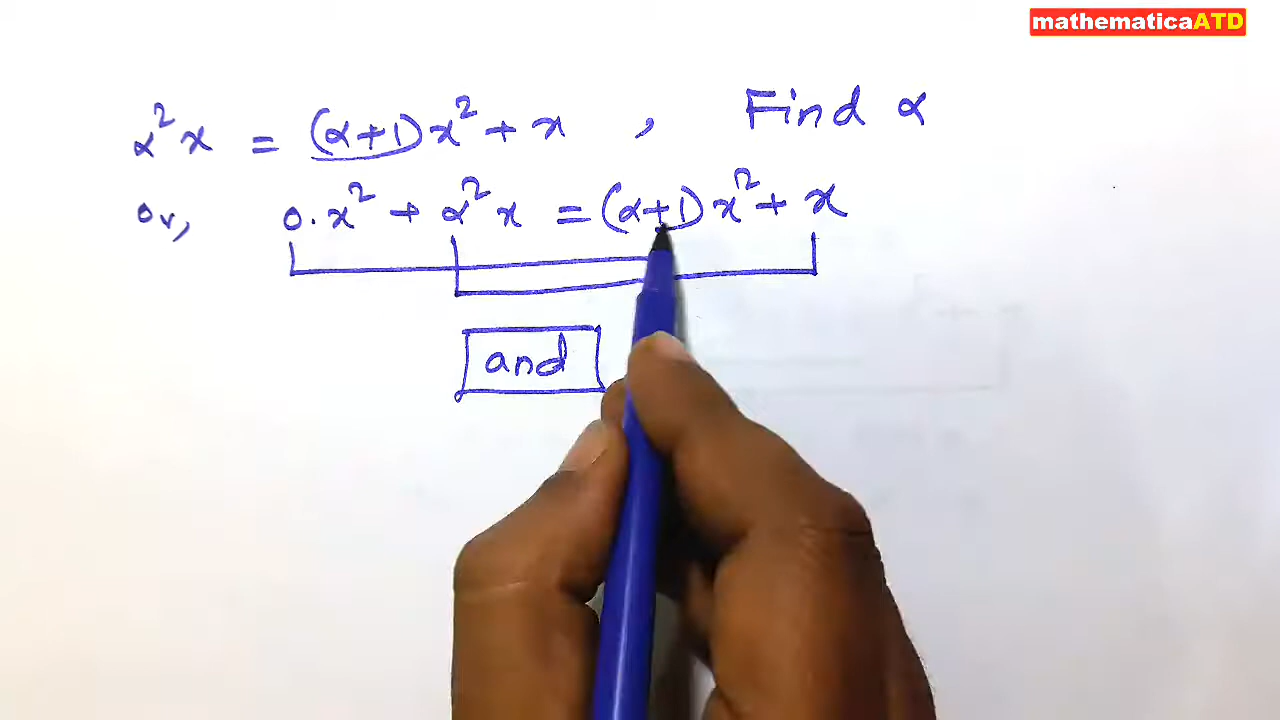 mathematicaATD
α²x = (α+1)x² + x , Find α
Or, 0.x² + α²x = (α+1)x² + x
and